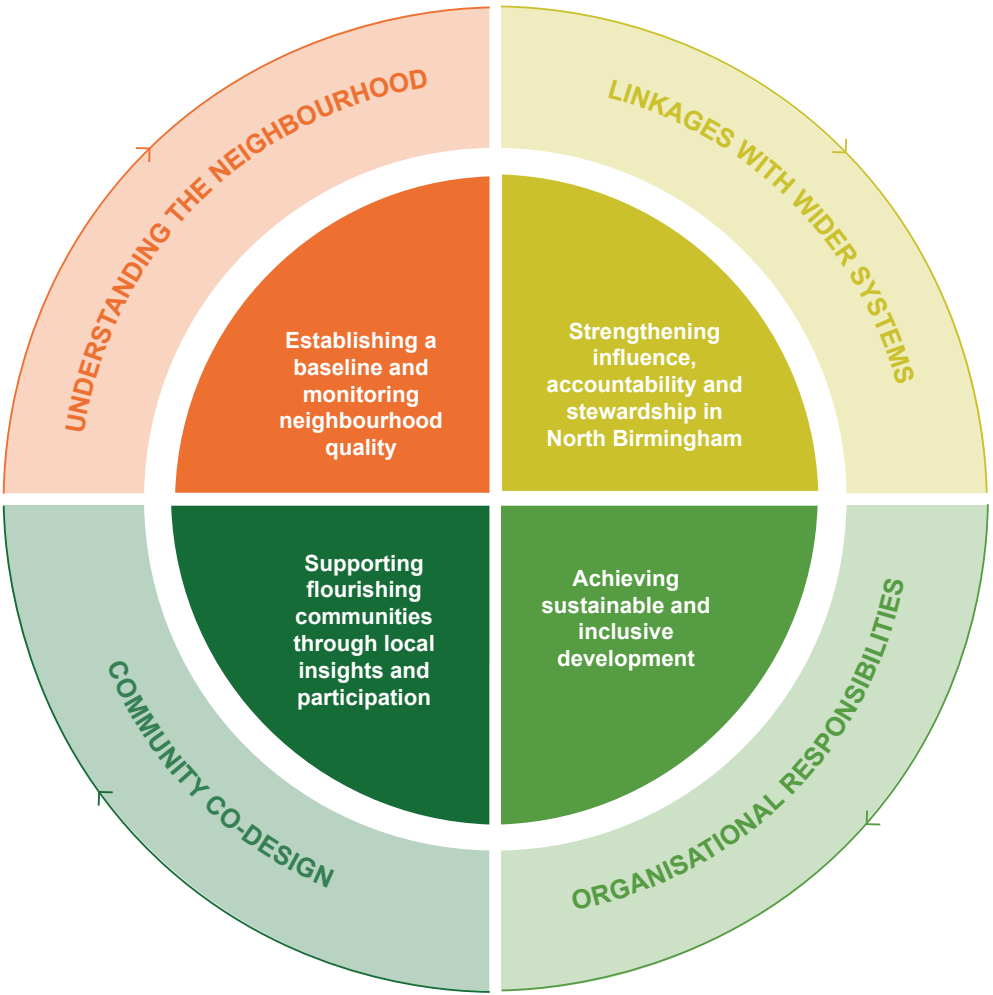 UNDERSTANDING THE NEIGHBOURHOOD
LINKAGES WITH WIDER SYSTEMS
Establishing a
baseline and
monitoring
neighbourhood
quality
Strengthening
influence,
accountability and
stewardship in
North Birmingham
Supporting
flourishing
communities
through local
insights and
participation
Achieving
sustainable and
inclusive
development
COMMUNITY CO-DESIGN
ORGANISATIONAL RESPONSIBILITIES